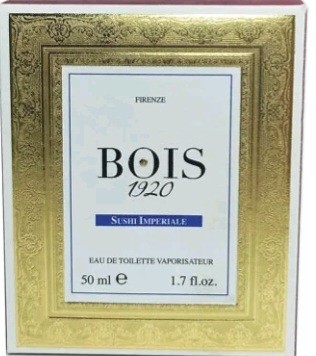 FIRENZE
BOIS
1920
SUSHI IMPERIALE
EAU DE TOILETTE VAPORISATEUR
50 ml ℮ 1.7 fl.oz.